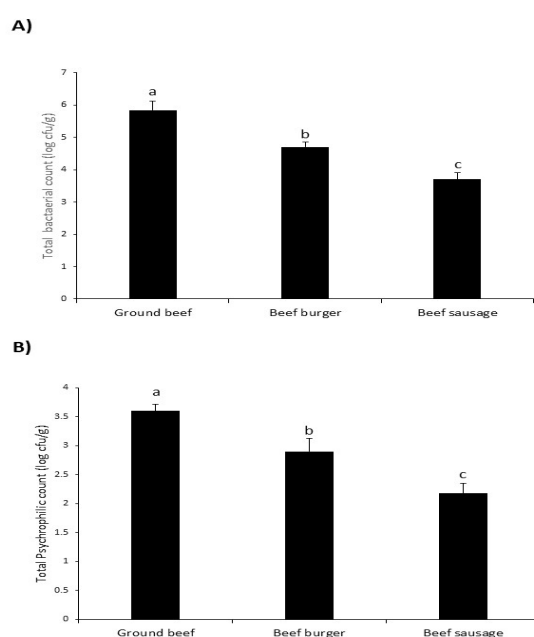 A)
Total bactaerial count (log cfu/g)
7
6
5
4
3
2
1
0
a
b
c
Ground beef
Beef burger
Beef sausage
B)
Total Psychrophilic count (log cfu/g)
4
3.5
3
2.5
2
1.5
1
0.5
0
a
b
c
Ground beef
Beef burger
Beef sausage